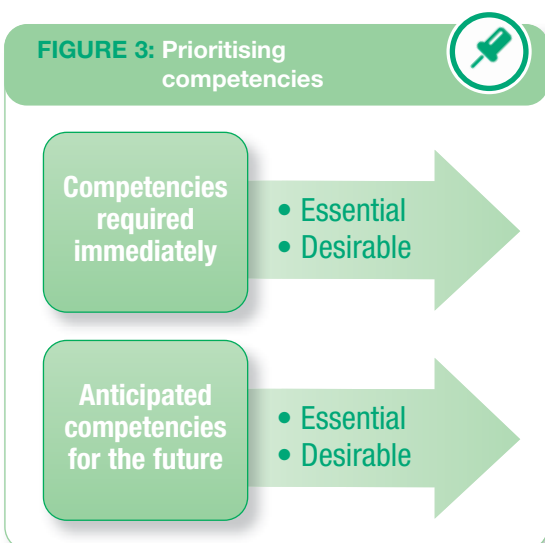 FIGURE 3: Prioritising
competencies
Competencies
required
immediately
• Essential
• Desirable
Anticipated
competencies
for the future
• Essential
• Desirable